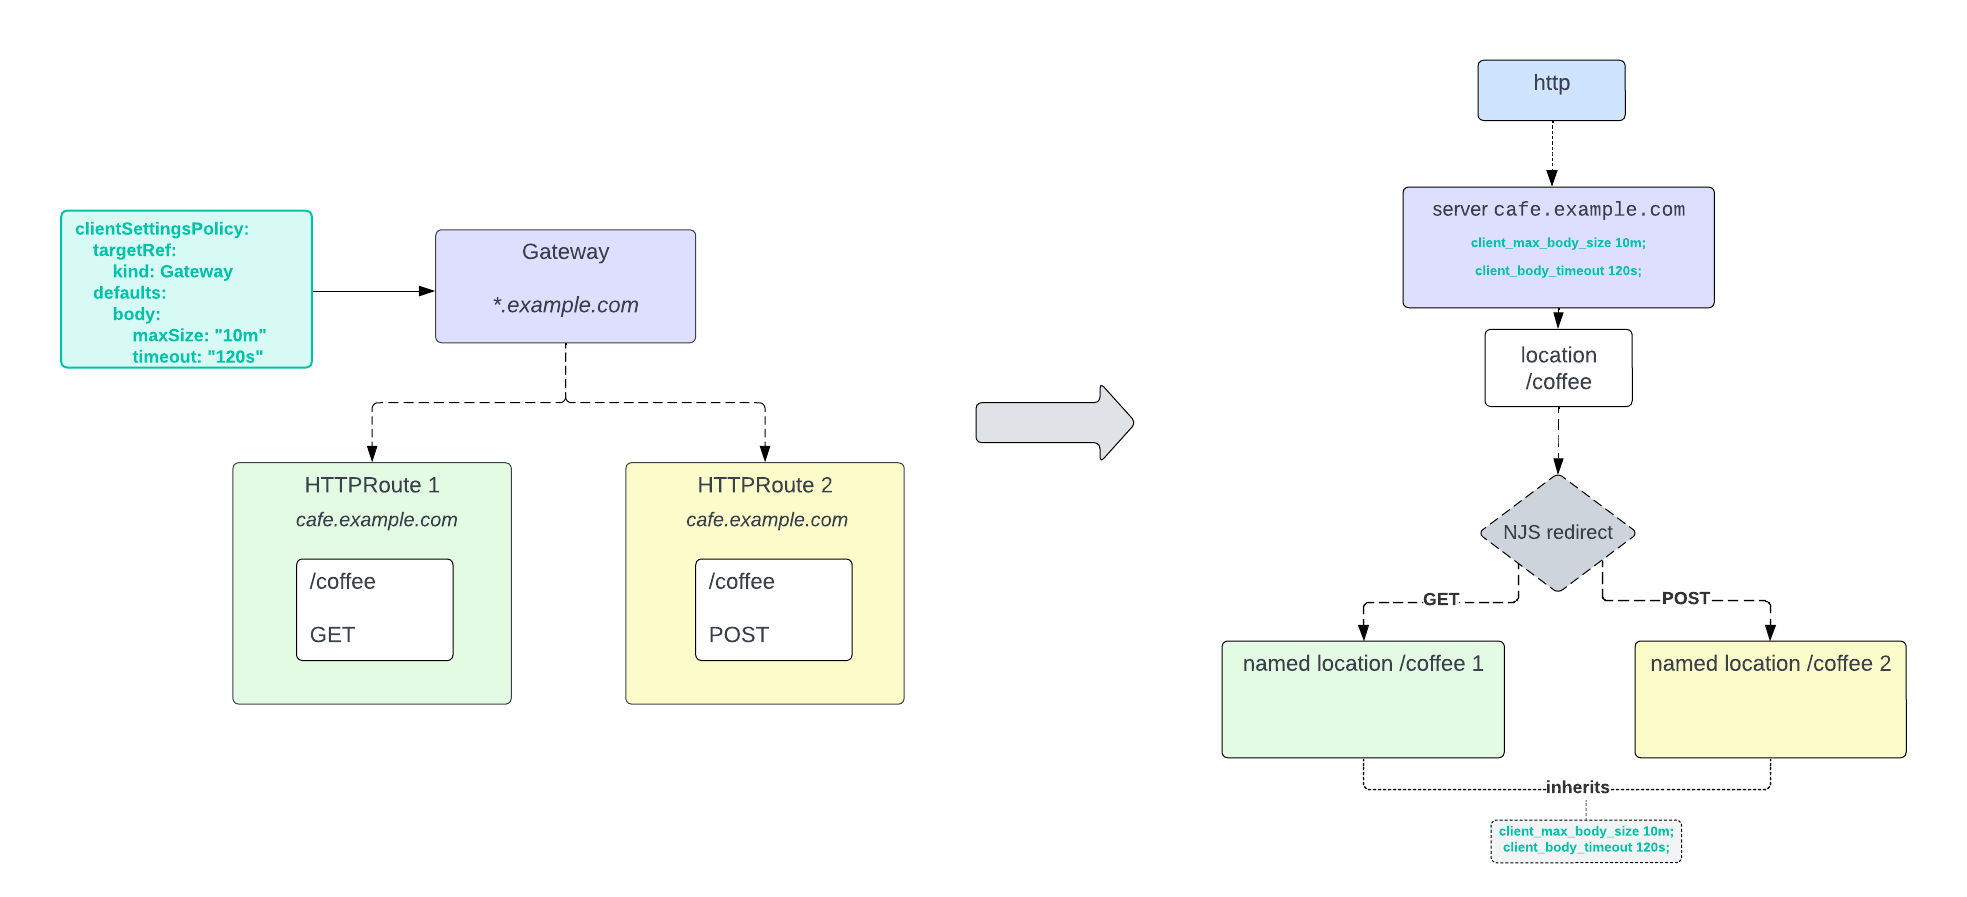 clientSettingsPolicy:
targetRef:
kind: Gateway
defaults:
body:
maxSize: "10m"
timeout: "120s"
Gateway
*.example.com
HTTPRoute 1
cafe.example.com
/coffee
GET
HTTPRoute 2
cafe.example.com
/coffee
POST
http
server cafe.example.com
client_max_body_size 10m;
client_body_timeout 120s;
location
/coffee
NJS redirect
GET
POST
named location /coffee 1
named location /coffee 2
inherits
client_max_body_size 10m;
client_body_timeout 120s;